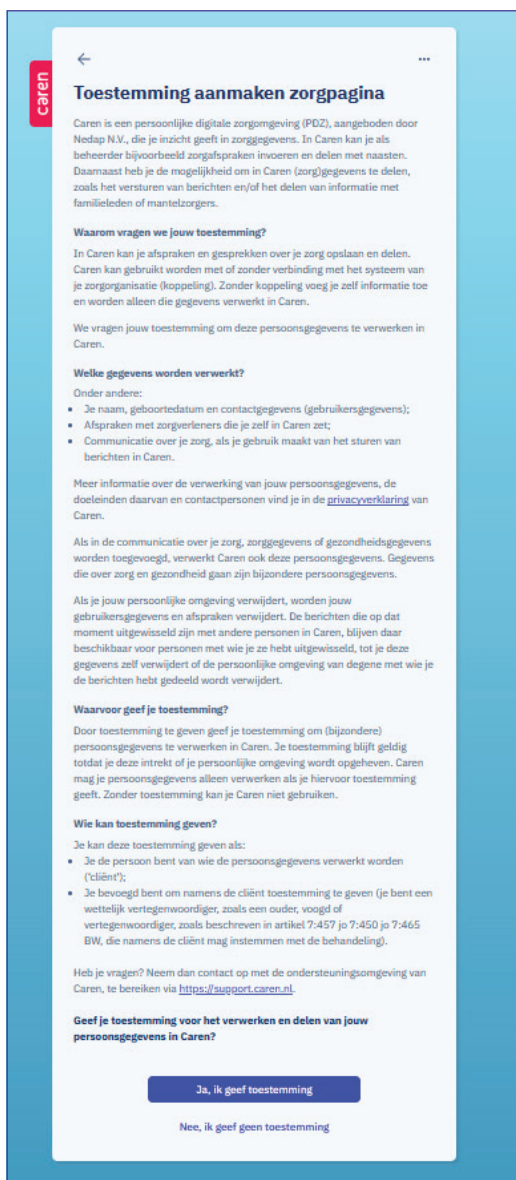 caren
Toestemming aanmaken zorgpagina
Caren is een persoonlijke digitale zorgomgeving (PDZ), aangeboden door
Nedap N.V., die je inzicht geeft in zorggegevens. In Caren kan je als
beheerder bijvoorbeeld zorgafspraken invoeren en delen met naasten.
Daarnaast heb je de mogelijkheid om in Caren (zorg)gegevens te delen,
zoals het versturen van berichten en/of het delen van informatie met
familieleden of mantelzorgers.
Waarom vragen we jouw toestemming?
In Caren kan je afspraken en gesprekken over je zorg opslaan en delen.
Caren kan gebruikt worden met of zonder verbinding met het systeem van
je zorgorganisatie (koppeling). Zonder koppeling voeg je zelf informatie toe
en worden alleen die gegevens verwerkt in Caren.
We vragen jouw toestemming om deze persoonsgegevens te verwerken in
Caren.
Welke gegevens worden verwerkt?
Onder andere:
• Je naam, geboortedatum en contactgegevens (gebruikersgegevens);
• Afspraken met zorgverleners die je zelf in Caren zet;
• Communicatie over je zorg, als je gebruik maakt van het sturen van
berichten in Caren.
Meer informatie over de verwerking van jouw persoonsgegevens, de
doeleinden daarvan en contactpersonen vind je in de privacyverklaring van
Caren.
Als in de communicatie over je zorg, zorggegevens of gezondheidsgegevens
worden toegevoegd, verwerkt Caren ook deze persoonsgegevens. Gegevens
die over zorg en gezondheid gaan zijn bijzondere persoonsgegevens.
Als je jouw persoonlijke omgeving verwijdert, worden jouw
gebruikersgegevens en afspraken verwijdert. De berichten die op dat
moment uitgewisseld zijn met andere personen in Caren, blijven daar
beschikbaar voor personen met wie je ze hebt uitgewisseld, tot je deze
gegevens zelf verwijdert of de persoonlijke omgeving van degene met wie je
de berichten hebt gedeeld wordt verwijdert.
Waarvoor geef je toestemming?
Door toestemming te geven geef je toestemming om (bijzondere)
persoonsgegevens te verwerken in Caren. Je toestemming blijft geldig
totdat je deze intrekt of je persoonlijke omgeving wordt opgeheven. Caren
mag je persoonsgegevens alleen verwerken als je hiervoor toestemming
geeft. Zonder toestemming kan je Caren niet gebruiken.
Wie kan toestemming geven?
Je kan deze toestemming geven als:
• Je de persoon bent van wie de persoonsgegevens verwerkt worden
('cliënt');
• Je bevoegd bent om namens de cliënt toestemming te geven (je bent een
wettelijk vertegenwoordiger, zoals een ouder, voogd of
vertegenwoordiger, zoals beschreven in artikel 7:457 jo 7:450 jo 7:465
BW, die namens de cliënt mag instemmen met de behandeling).
Heb je vragen? Neem dan contact op met de ondersteuningsomgeving van
Caren, te bereiken via https://support.caren.nl.
Geef je toestemming voor het verwerken en delen van jouw
persoonsgegevens in Caren?
Ja, ik geef toestemming
Nee, ik geef geen toestemming